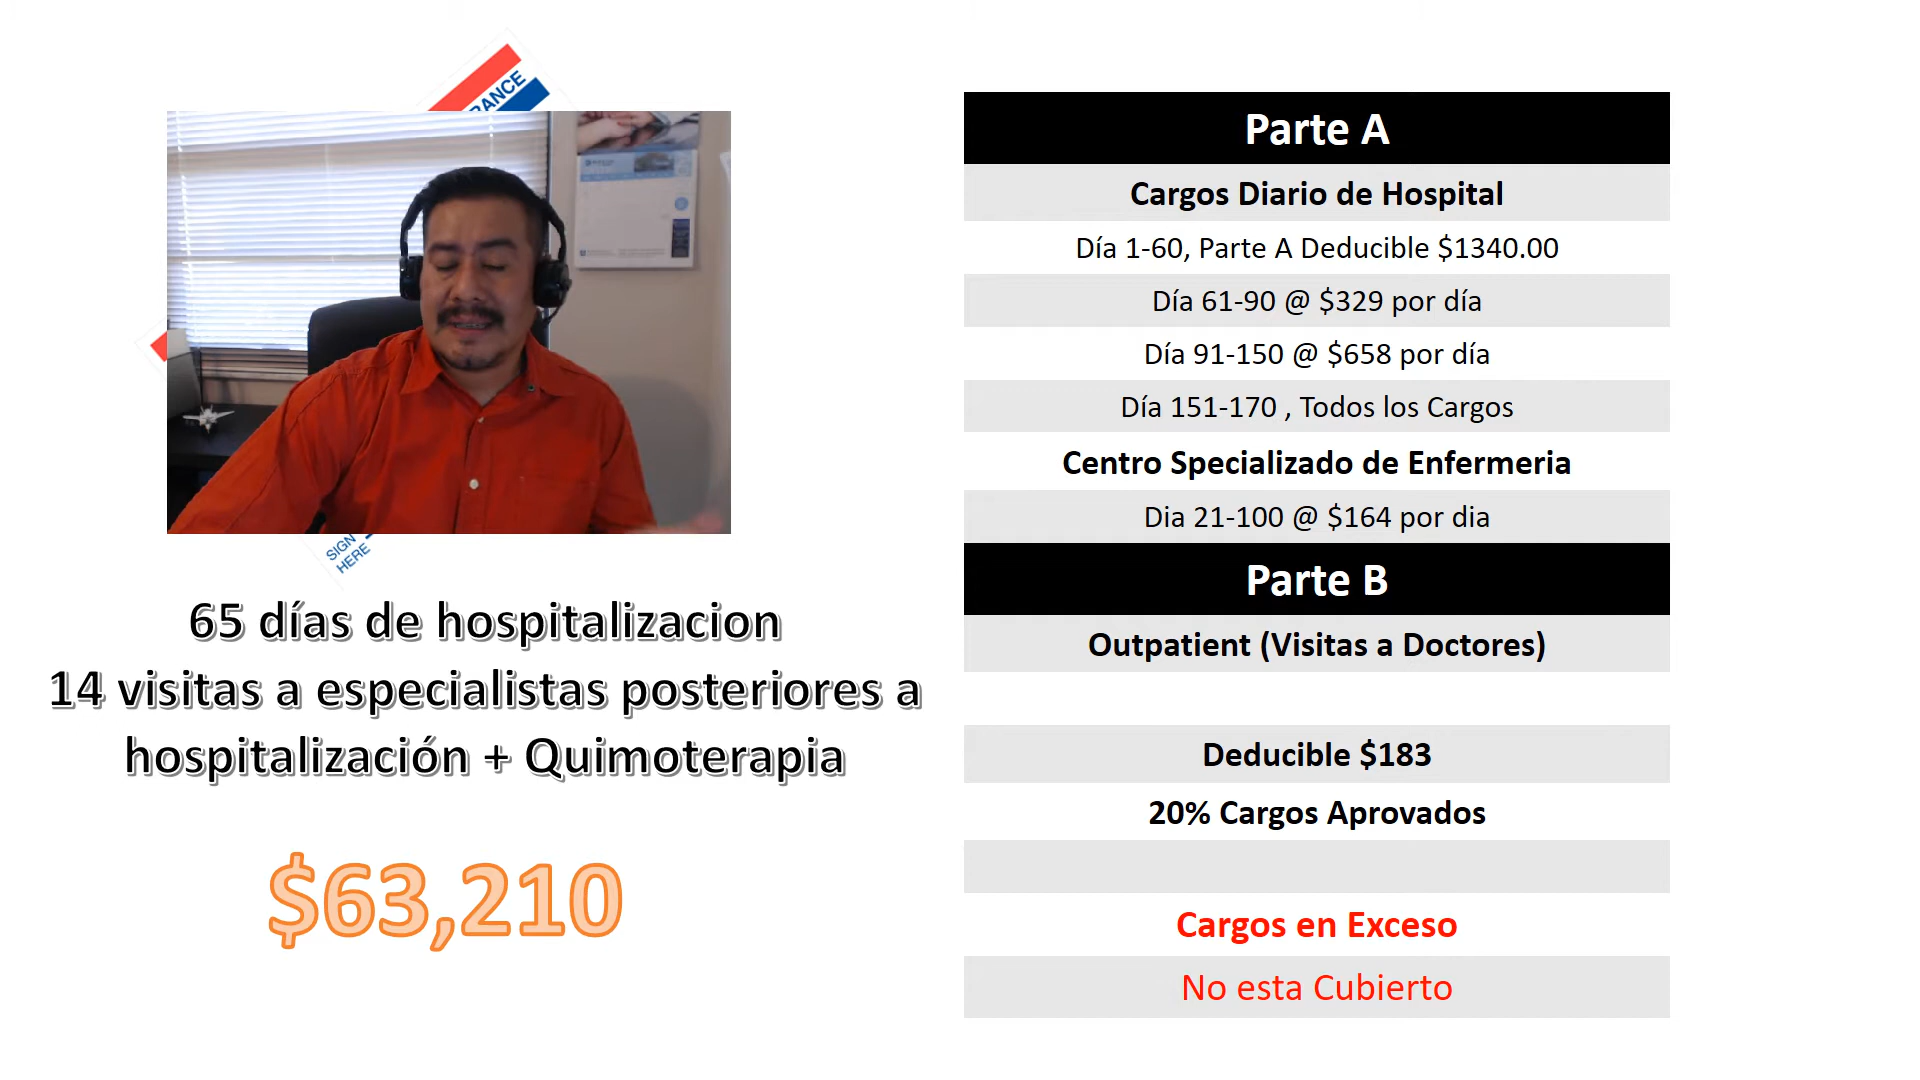 RANCE
SIGN
HERE
65 días de hospitalizacion
14 visitas a especialistas posteriores a
hospitalización + Quimoterapia
$63,210
Parte A
Cargos Diario de Hospital
Día 1-60, Parte A Deducible $1340.00
Día 61-90 @ $329 por día
Día 91-150 @ $658 por día
Día 151-170 , Todos los Cargos
Centro Specializado de Enfermeria
Dia 21-100 @ $164 por dia
Parte B
Outpatient (Visitas a Doctores)
Deducible $183
20% Cargos Aprovados
Cargos en Exceso
No esta Cubierto